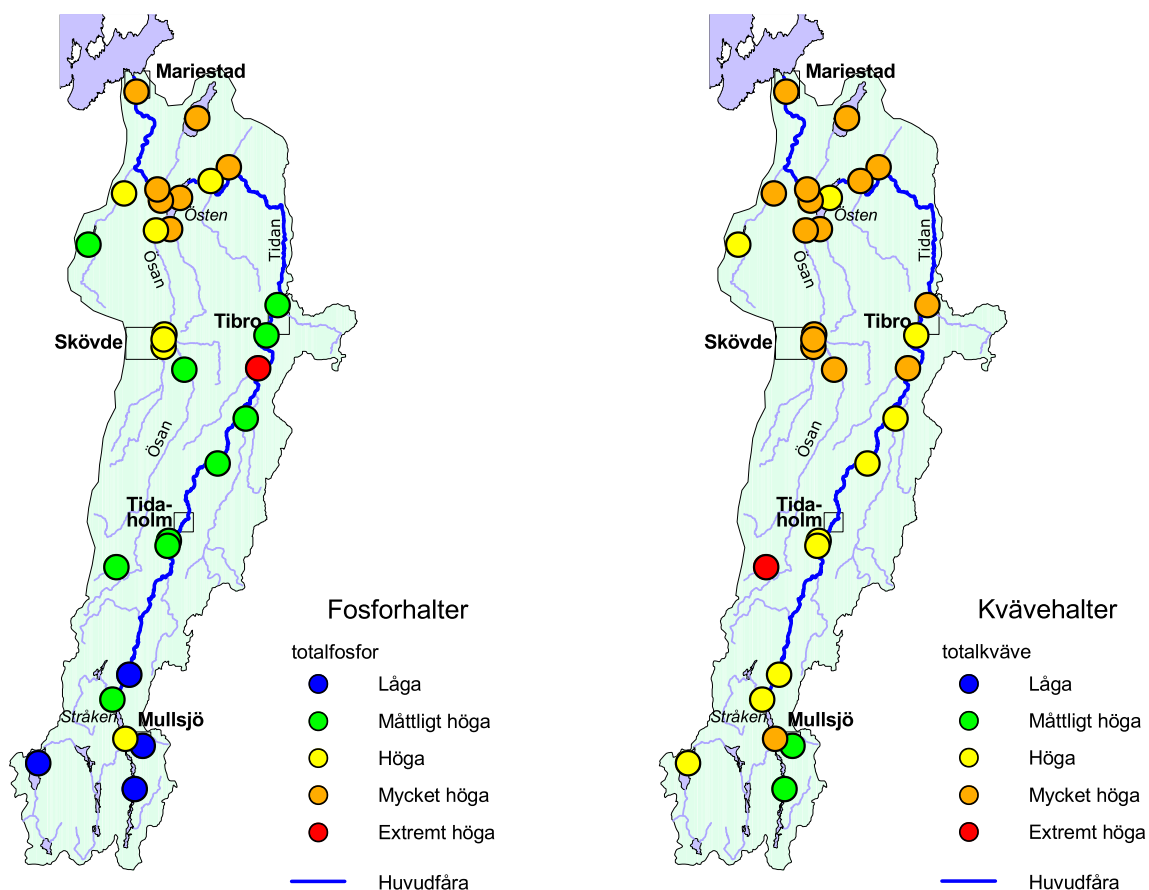 Mariestad
Östen
Tidan
Ösan
Tibro
Skövde
Ösan
Tida-
holm
Fosforhalter
totalfosfor
Låga
Måttligt höga
Höga
Mycket höga
Extremt höga
Huvudfåra
Stråken
Mullsjö
Mariestad
Östen
Tidan
Ösan
Tibro
Skövde
Ösan
Tida-
holm
Kvävehalter
totalkväve
Låga
Måttligt höga
Höga
Mycket höga
Extremt höga
Huvudfåra
Stråken
Mullsjö